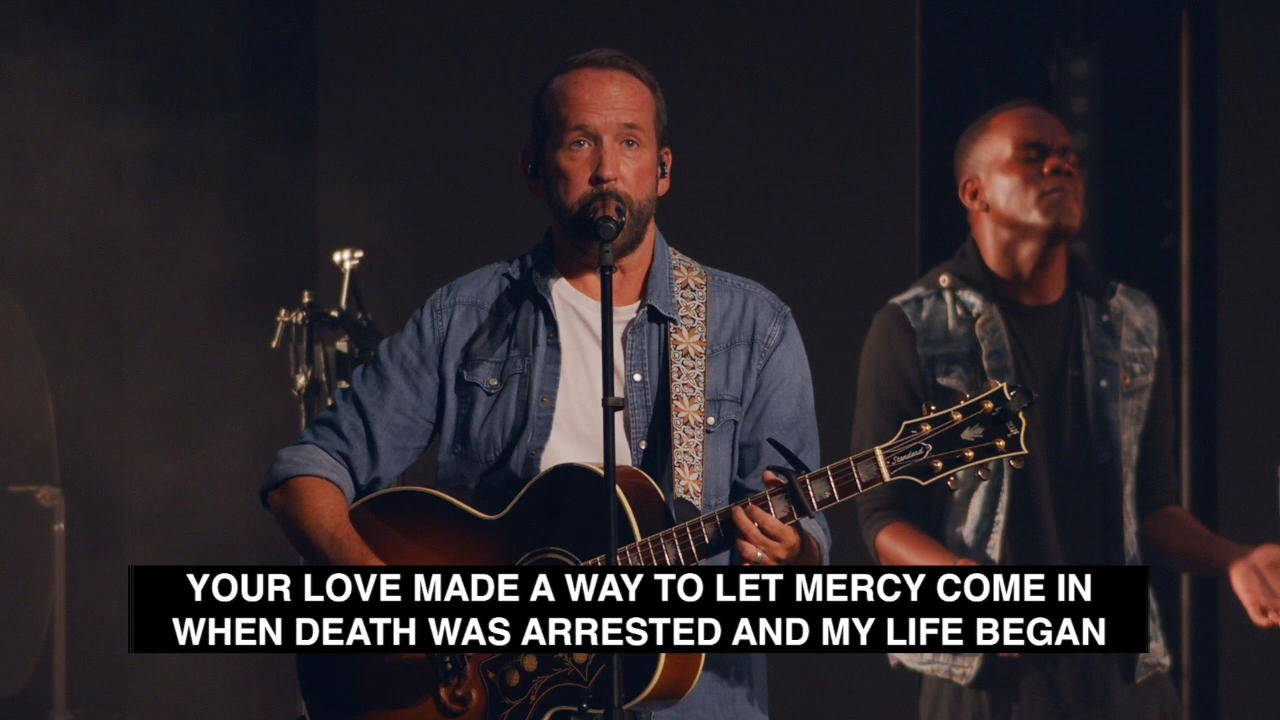 Standard
YOUR LOVE MADE A WAY TO LET MERCY COME IN
WHEN DEATH WAS ARRESTED AND MY LIFE BEGAN